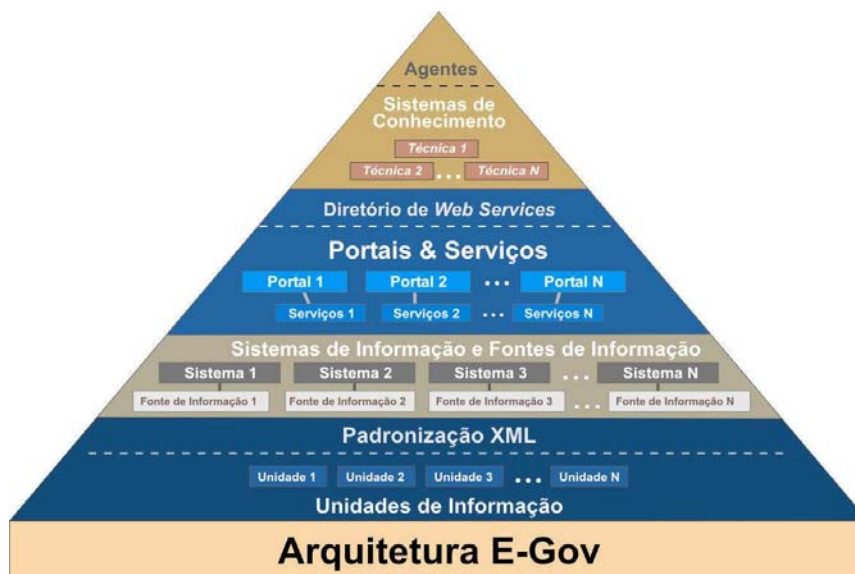 Agentes
Sistemas de
Conhecimento
Técnica 1
Técnica 2 ... Técnica N
Diretório de Web Services
Portais & Serviços
Portal 1 Portal 2 ... Portal N
Serviços 1 Serviços 2 ... Serviços N
Sistemas de Informação e Fontes de Informação
Sistema 1 Sistema 2 Sistema 3 ... Sistema N
Fonte de Informação 1 Fonte de Informação 2 Fonte de Informação 3 ... Fonte de Informação N
Padronização XML
Unidade 1 Unidade 2 Unidade 3 ... Unidade N
Unidades de Informação
Arquitetura E-Gov